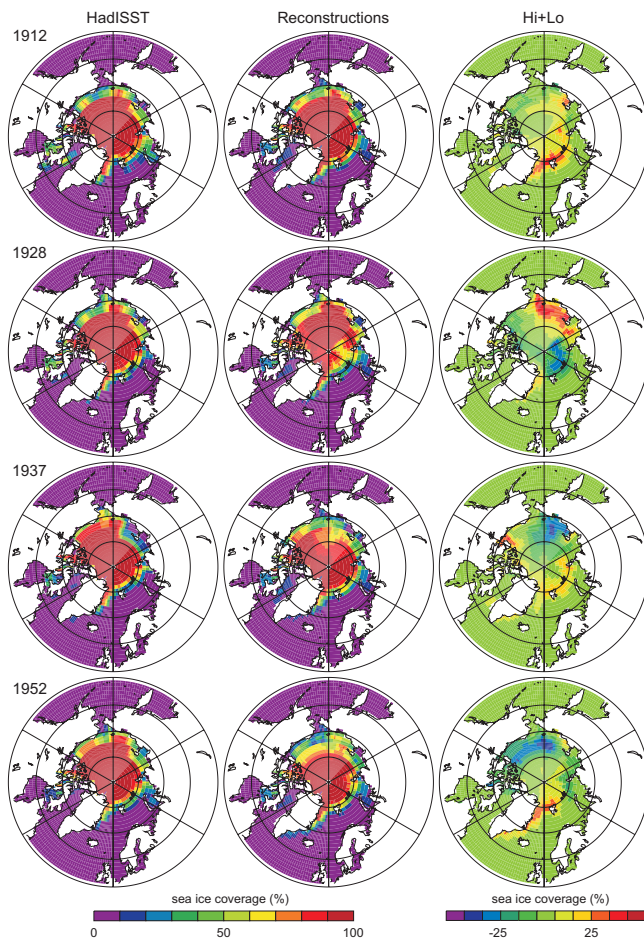 HadISST Reconstructions Hi+Lo
1912
1928
1937
1952
sea ice coverage (%) sea ice coverage (%)
0 50 100 -25 25